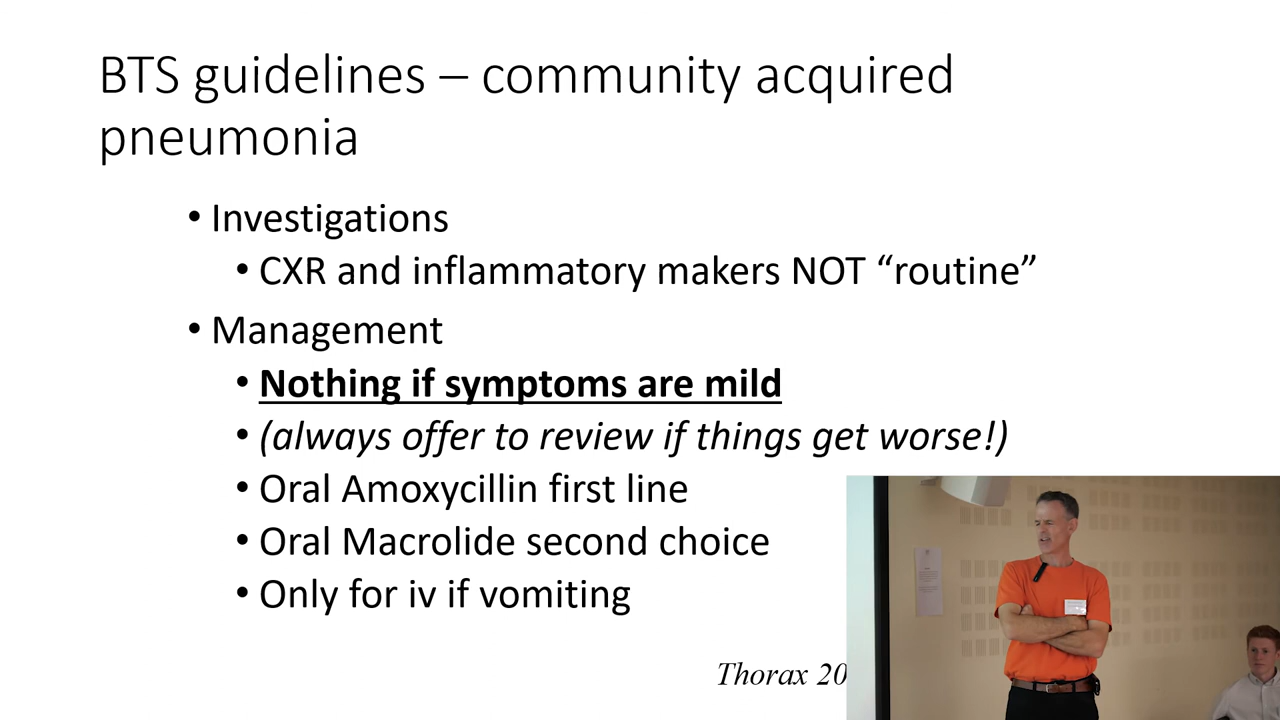 BTS guidelines – community acquired
pneumonia
• Investigations
• CXR and inflammatory makers NOT “routine”
• Management
• Nothing if symptoms are mild
• (always offer to review if things get worse!)
• Oral Amoxycillin first line
• Oral Macrolide second choice
• Only for iv if vomiting
Thorax 20